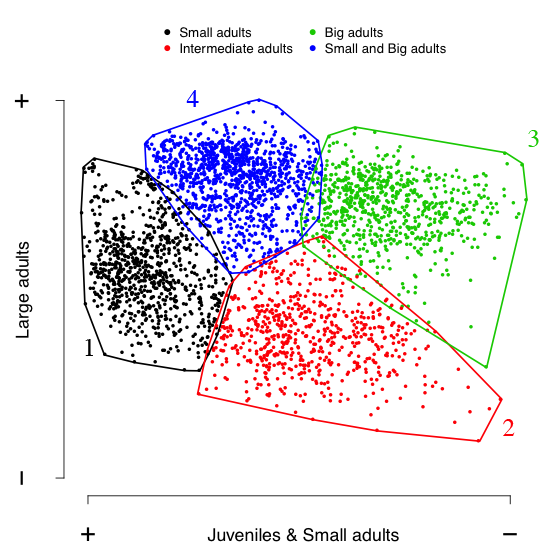 Small adults
Big adults
Intermediate adults
Small and Big adults
4
+
3
Large adults
1
2
−
+
Juveniles & Small adults
−